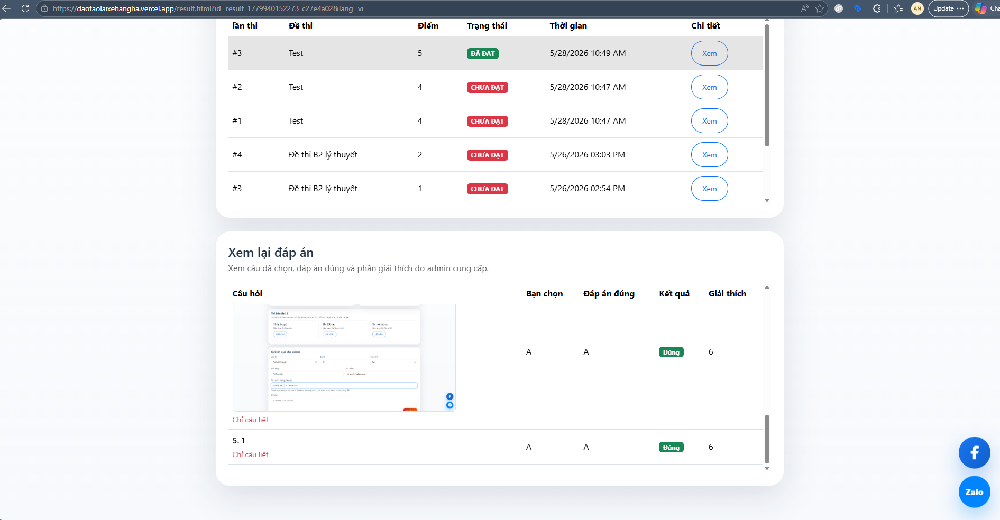 https://daotaolaixehangha.vercel.app/result.html?id=result_1779940152273_c27e4a02&lang=vi
AN
Update
Cha
lần thi Đề thi Điểm Trạng thái Thời gian Chi tiết
#3 Test 5 ĐÃ ĐẠT 5/28/2026 10:49 AM Xem
#2 Test 4 CHƯA ĐẠT 5/28/2026 10:47 AM Xem
#1 Test 4 CHƯA ĐẠT 5/28/2026 10:47 AM Xem
#4 Đề thi B2 lý thuyết 2 CHƯA ĐẠT 5/26/2026 03:03 PM Xem
#3 Đề thi B2 lý thuyết 1 CHƯA ĐẠT 5/26/2026 02:54 PM Xem
Xem lại đáp án
Xem câu đã chọn, đáp án đúng và phần giải thích do admin cung cấp.
Câu hỏi Bạn chọn Đáp án đúng Kết quả Giải thích
Gửi kết quả cho admin
A A Đúng 6
Chỉ câu liệt
5. 1
A A Đúng 6
Chỉ câu liệt
Zalo